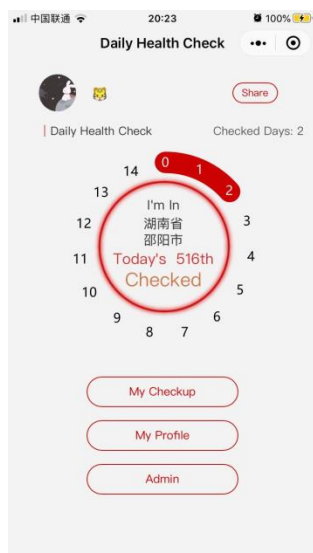 中国联通
20:23
100%
Daily Health Check
Share
Daily Health Check
Checked Days: 2
0
1
2
3
4
5
6
7
8
9
10
11
12
13
14
I'm In
湖南省
邵阳市
Today's 516th
Checked
My Checkup
My Profile
Admin